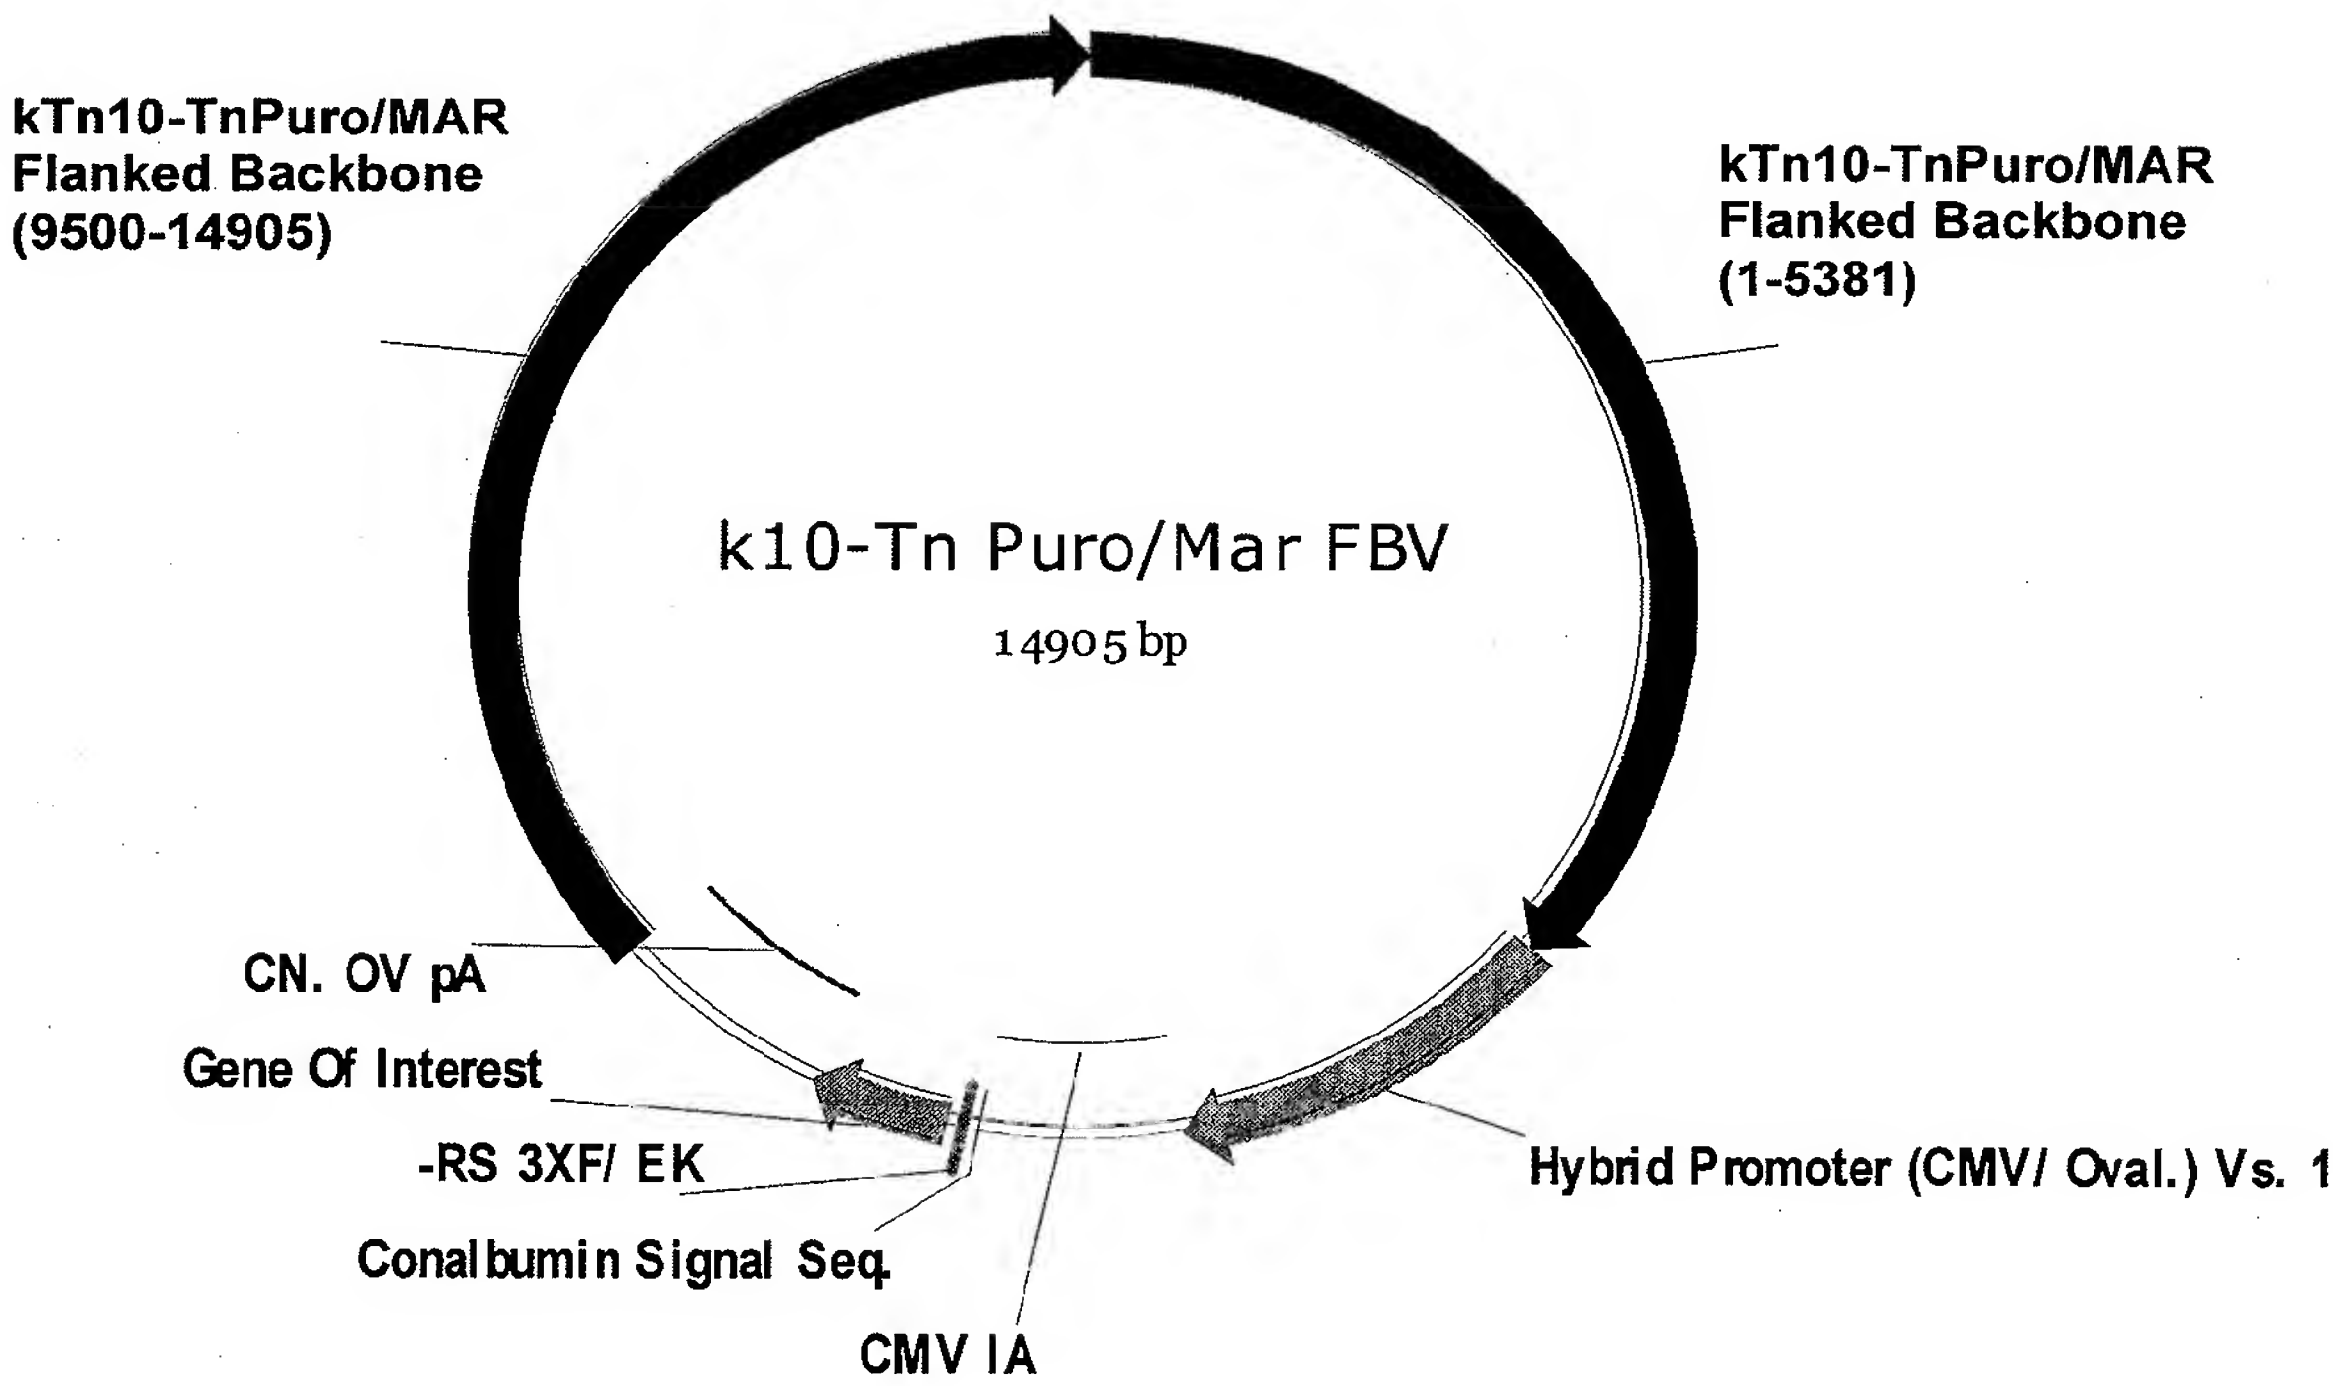 kTn10-TnPuro/MAR
Flanked Backbone
(9500-14905)
kTn10-TnPuro/MAR
Flanked Backbone
(1-5381)
k10-Tn Puro/Mar FBV
14905 bp
CN. OV pA
Gene Of Interest
-RS 3XF/ EK
Conalbumin Signal Seq.
Hybrid Promoter (CMV/ Oval.) Vs. 1
CMV IA